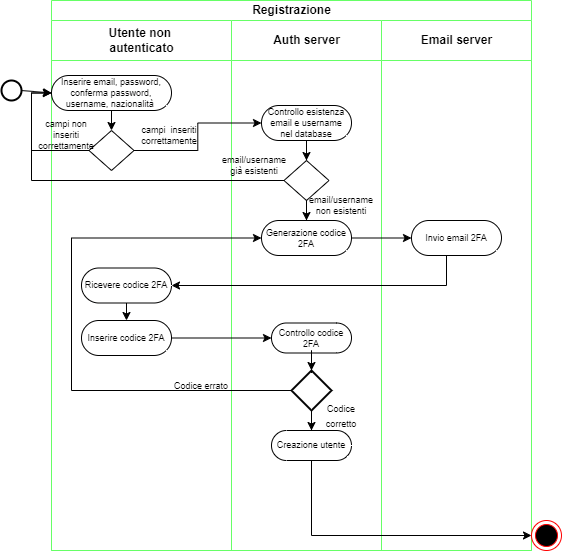 Registrazione
Utente non
autenticato
Auth server
Email server
Inserire email, password,
conferma password,
username, nazionalità
campi non
inseriti
correttamente
campi inseriti
correttamente
Controllo esistenza
email e username
nel database
email/username
già esistenti
email/username
non esistenti
Generazione codice
2FA
Invio email 2FA
Ricevere codice 2FA
Inserire codice 2FA
Controllo codice
2FA
Codice errato
Codice
corretto
Creazione utente